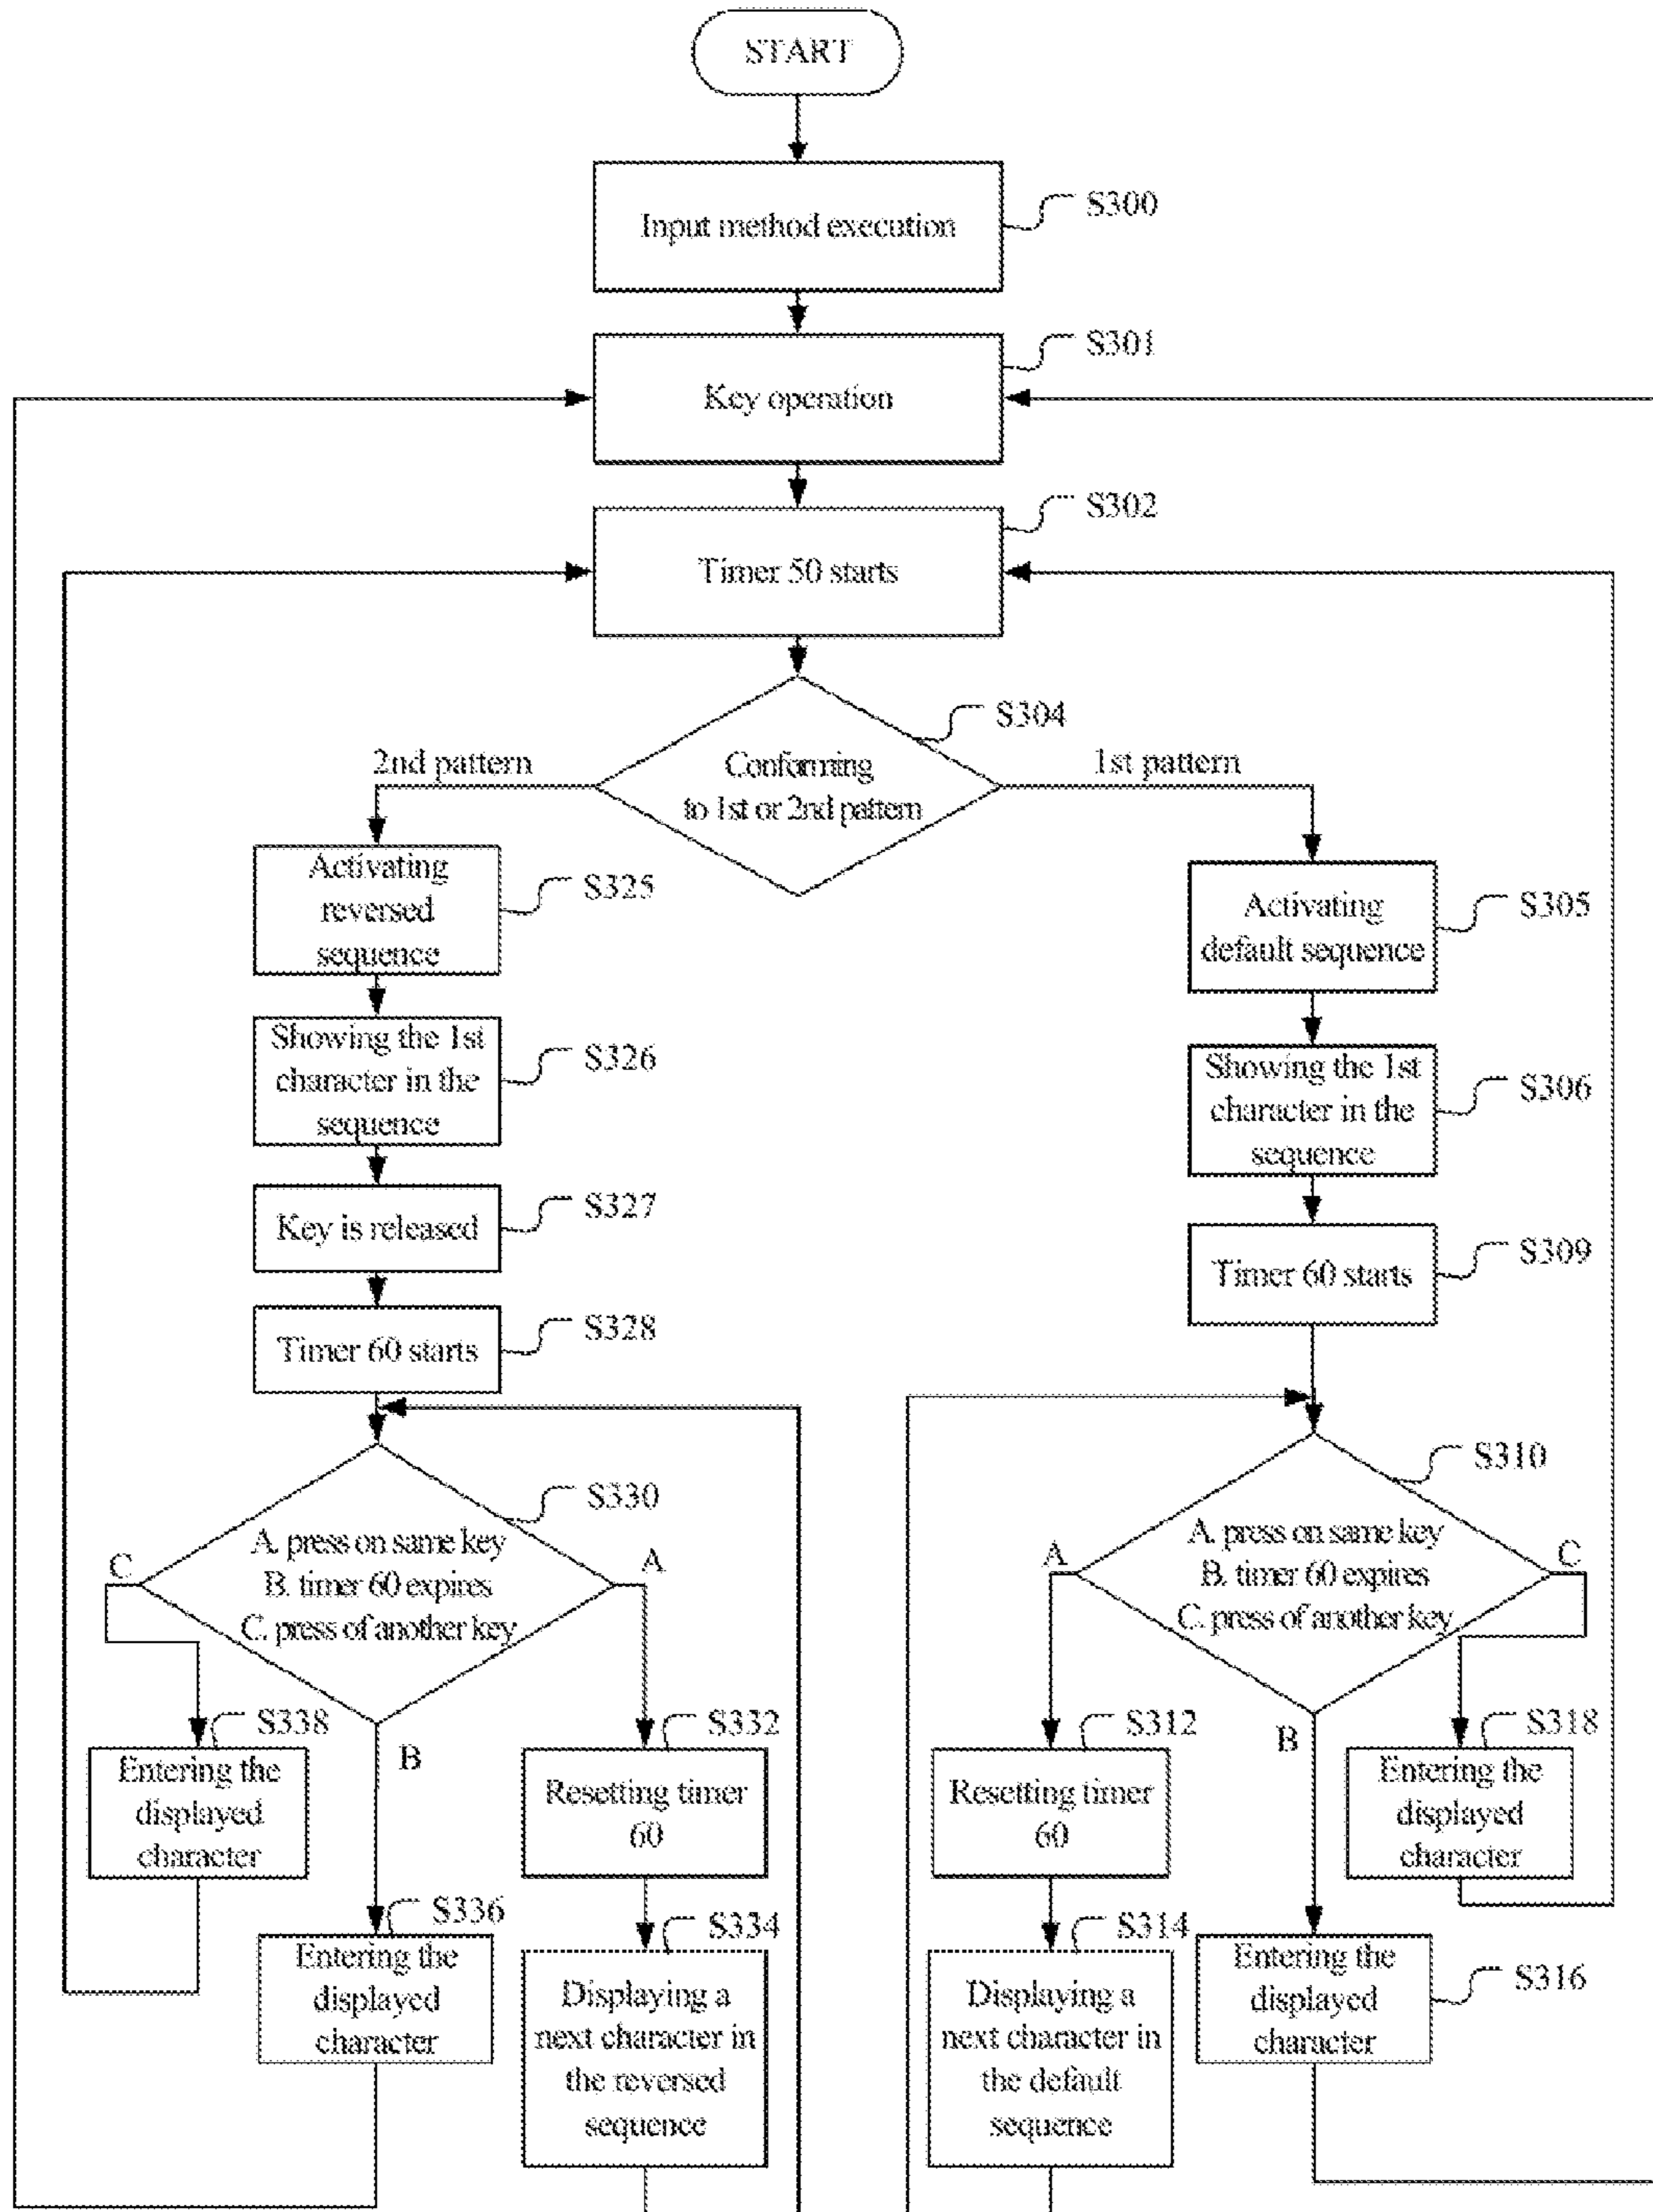 START
Input method execution
S300
Key operation
S301
Timer 50 starts
S302
Conforming
to 1st or 2nd pattern
S304
2nd pattern
1st pattern
Activating
reversed
sequence
S325
Showing the 1st
character in the
sequence
S326
Key is released
S327
Timer 60 starts
S328
A. press on same key
B. timer 60 expires
C. press of another key
S330
C
A
B
S338
Entering the
displayed
character
S336
Entering the
displayed
character
S332
Resetting timer
60
S334
Displaying a
next character in
the reversed
sequence
Activating
default sequence
S305
Showing the 1st
character in the
sequence
S306
Timer 60 starts
S309
A. press on same key
B. timer 60 expires
C. press of another key
S310
A
C
B
S312
Resetting timer
60
S314
Displaying a
next character in
the default
sequence
S318
Entering the
displayed
character
Entering the
displayed
character
S316